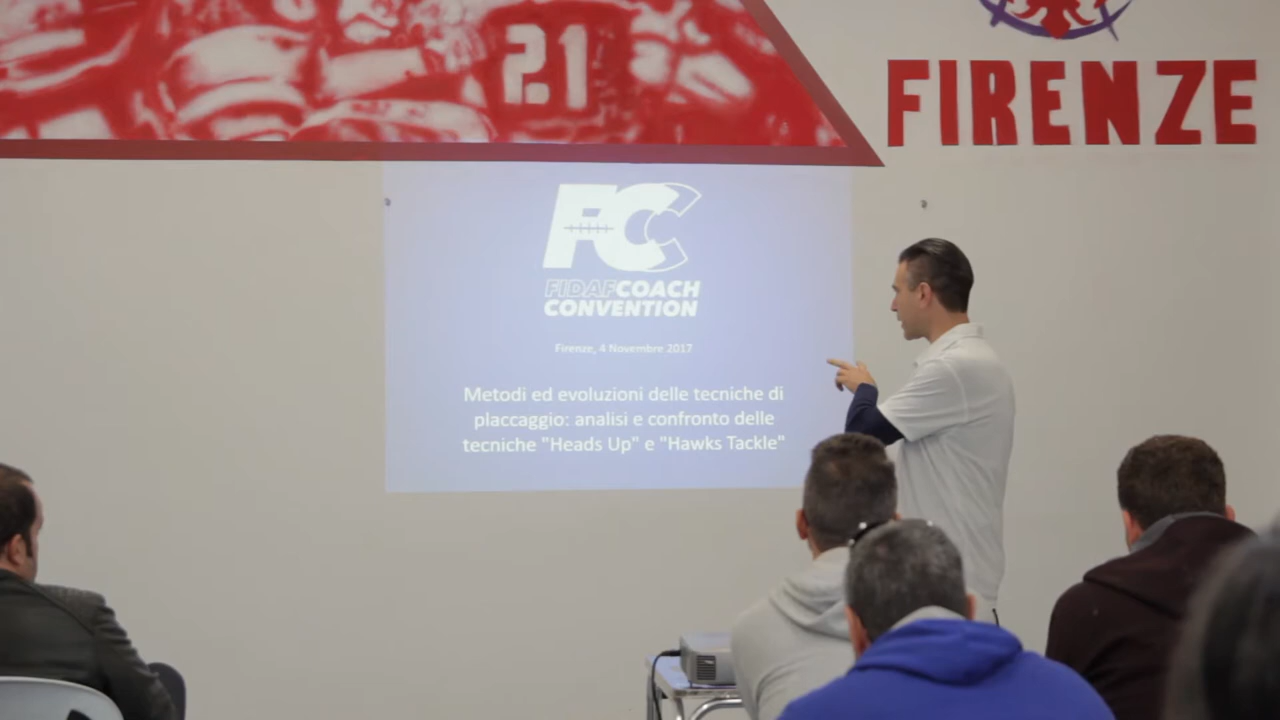 21
FIRENZE
FC
FIDAFCOACH
CONVENTION
Firenze, 4 Novembre 2017
Metodi ed evoluzioni delle tecniche di
placcaggio: analisi e confronto delle
tecniche "Heads Up" e "Hawks Tackle"